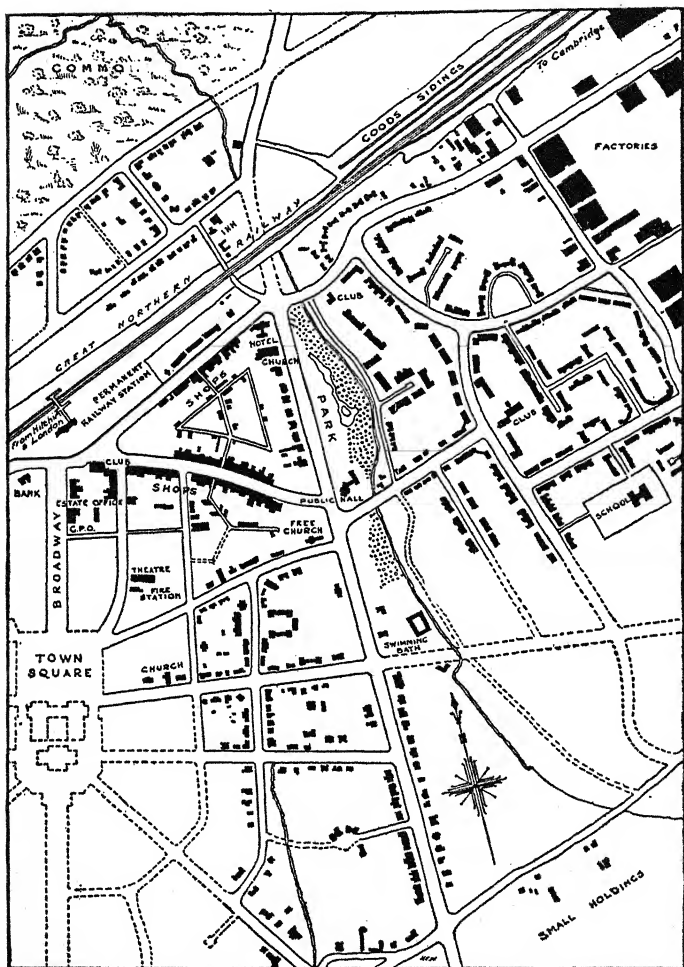 COMMO
GOODS SIDINGS
To Cambridge
FACTORIES
INN
GREAT NORTHERN RAILWAY
CLUB
HOTEL
CHURCH
PERMANENT
RAILWAY STATION
SHOPS
PARK
From Hitchin
& London
CLUB
CLUB
BANK
ESTATE OFFICE
SHOPS
PUBLIC HALL
SCHOOL
G.P.O.
FREE
CHURCH
BROADWAY
THEATRE
FIRE
STATION
SWIMMING
BATH
TOWN
SQUARE
CHURCH
SMALL HOLDINGS